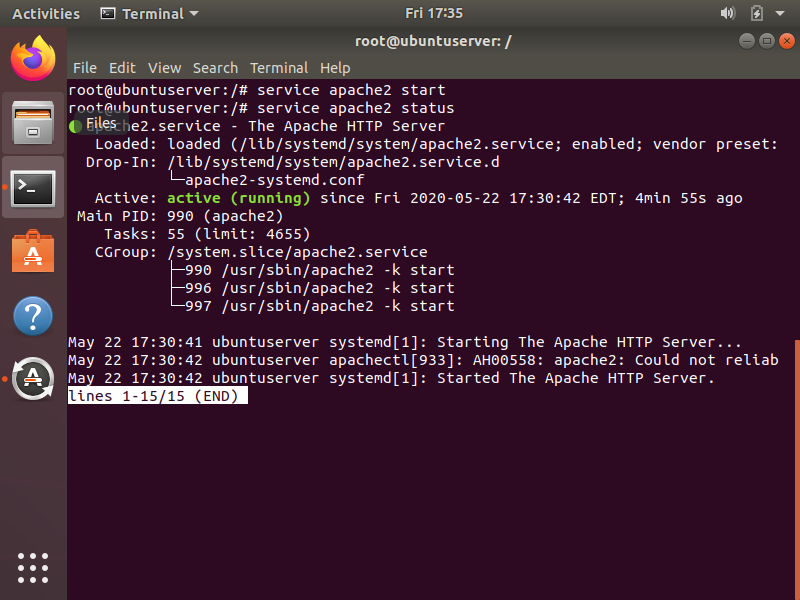 Activities Terminal Fri 17:35
root@ubuntuserver: /
File Edit View Search Terminal Help
root@ubuntuserver:/# service apache2 start
root@ubuntuserver:/# service apache2 status
Files
apache2.service - The Apache HTTP Server
Loaded: loaded (/lib/systemd/system/apache2.service; enabled; vendor preset:
Drop-In: /lib/systemd/system/apache2.service.d
└─apache2-systemd.conf
Active: active (running) since Fri 2020-05-22 17:30:42 EDT; 4min 55s ago
Main PID: 990 (apache2)
Tasks: 55 (limit: 4655)
CGroup: /system.slice/apache2.service
├─990 /usr/sbin/apache2 -k start
├─996 /usr/sbin/apache2 -k start
└─997 /usr/sbin/apache2 -k start
May 22 17:30:41 ubuntuserver systemd[1]: Starting The Apache HTTP Server...
May 22 17:30:42 ubuntuserver apachectl[933]: AH00558: apache2: Could not reliab
May 22 17:30:42 ubuntuserver systemd[1]: Started The Apache HTTP Server.
lines 1-15/15 (END)